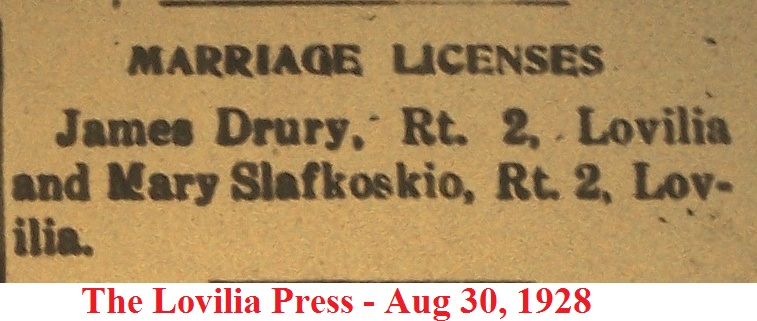 MARRIAGE LICENSES
James Drury, Rt. 2, Lovilia
and Mary Slafkoskio, Rt. 2, Lov-
ilia.
The Lovilia Press - Aug 30, 1928